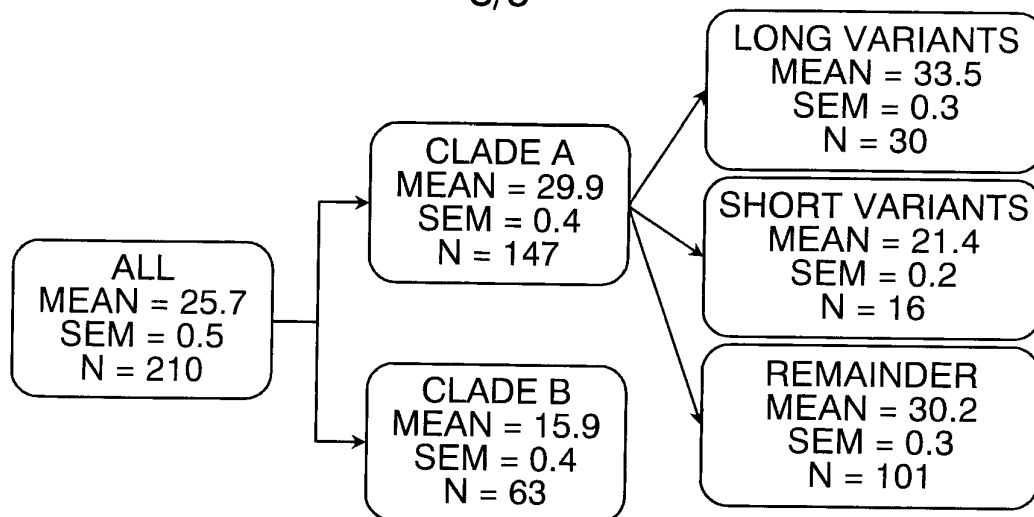 ALL
MEAN = 25.7
SEM = 0.5
N = 210
CLADE A
MEAN = 29.9
SEM = 0.4
N = 147
CLADE B
MEAN = 15.9
SEM = 0.4
N = 63
LONG VARIANTS
MEAN = 33.5
SEM = 0.3
N = 30
SHORT VARIANTS
MEAN = 21.4
SEM = 0.2
N = 16
REMAINDER
MEAN = 30.2
SEM = 0.3
N = 101